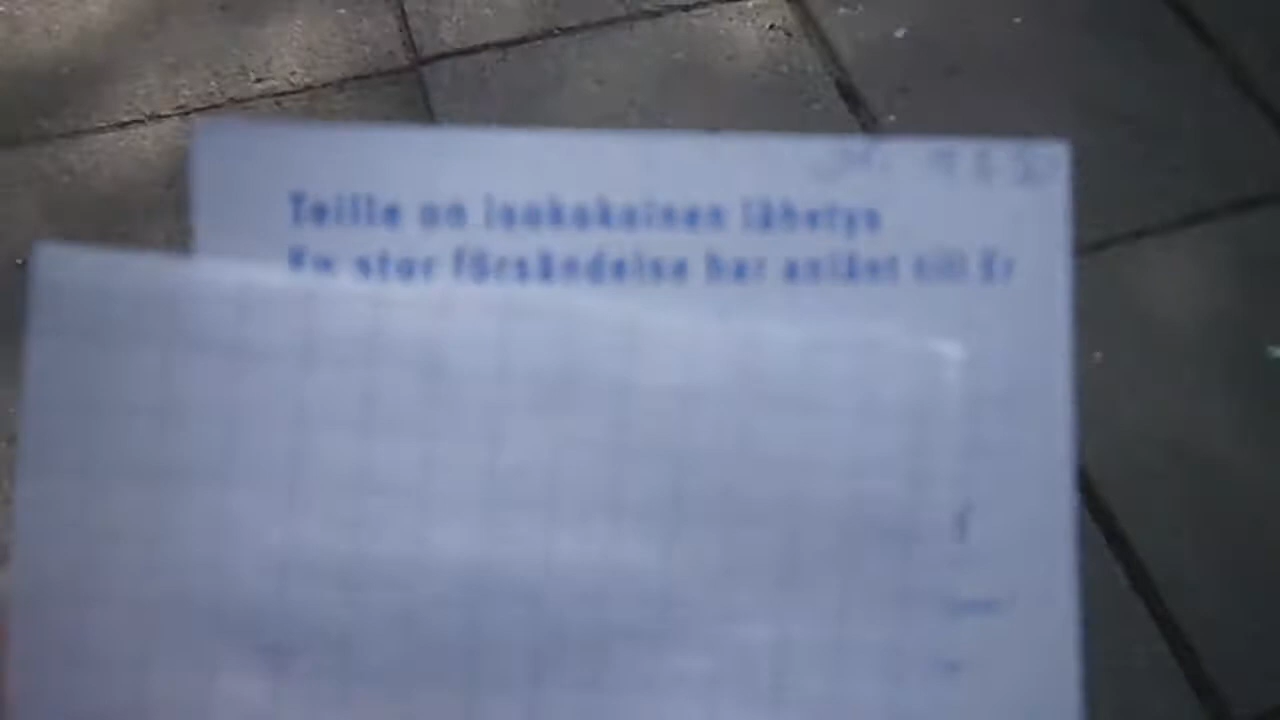 Teille on isokokoinen lähetys
En stor försändelse har anlänt till Er